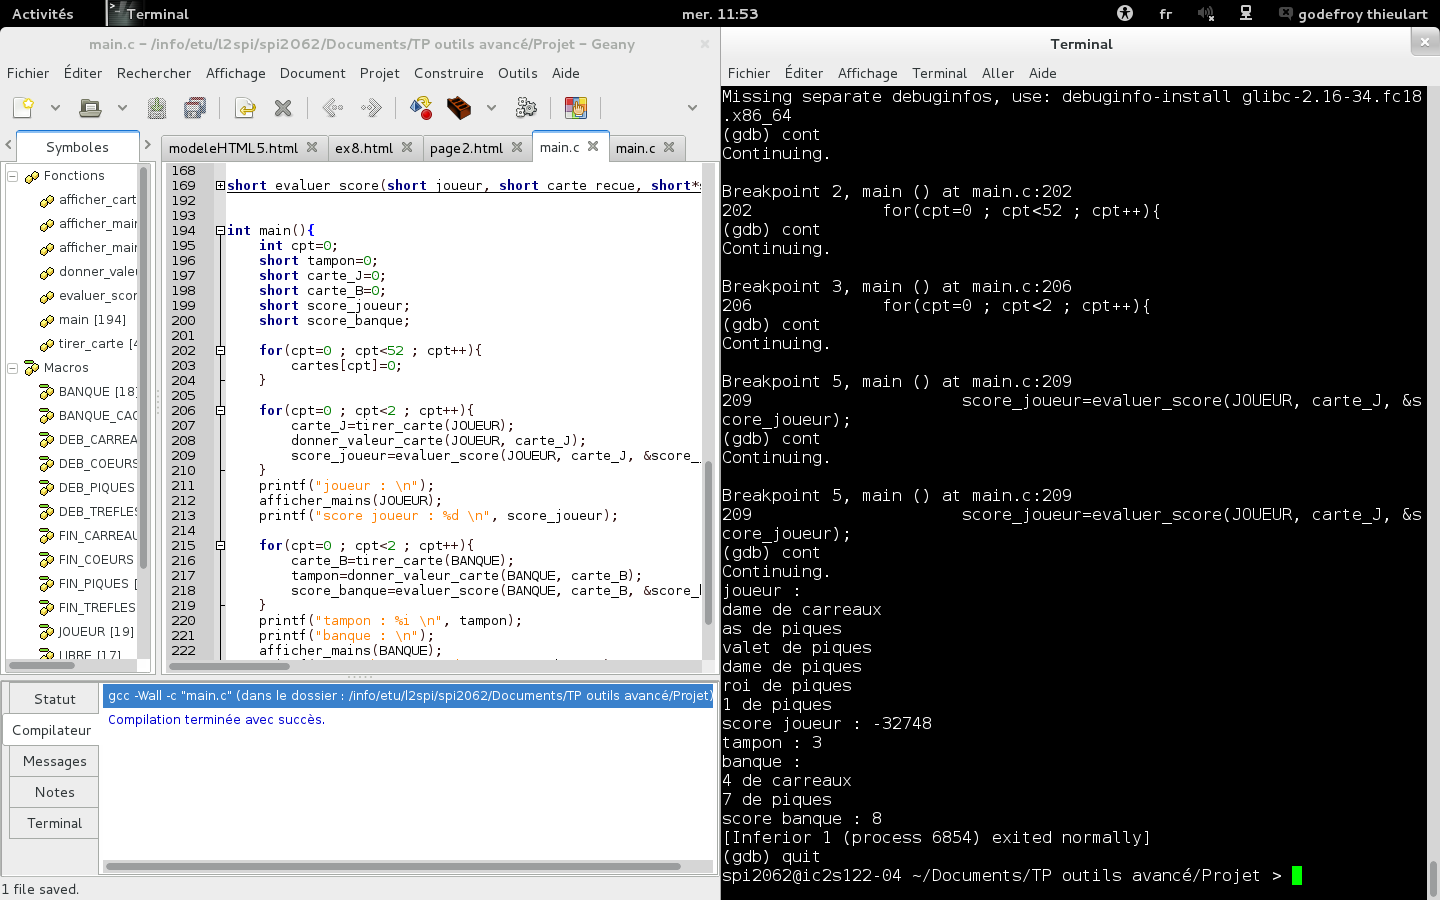 Activités
Terminal
mer. 11:53
fr
godefroy thieulart
main.c – /info/etu/l2spi/spi2062/Documents/TP outils avancé/Projet – Geany
Fichier Éditer Rechercher Affichage Document Projet Construire Outils Aide
Symboles
Fonctions
afficher_cart
afficher_mai
afficher_mai
donner_vale
evaluer_scor
main [194]
tirer_carte [4
Macros
BANQUE [18]
BANQUE_CAC
DEB_CARREA
DEB_COEURS
DEB_PIQUES
DEB_TREFLES
FIN_CARREAU
FIN_COEURS
FIN_PIQUES [
FIN_TREFLES
JOUEUR [19]
LIBRE [17]
modeleHTML5.html ex8.html page2.html main.c main.c
168
169 short evaluer_score(short joueur, short carte_recue, short*s
192
193
194 int main(){
195 int cpt=0;
196 short tampon=0;
197 short carte_J=0;
198 short carte_B=0;
199 short score_joueur;
200 short score_banque;
201
202 for(cpt=0 ; cpt<52 ; cpt++){
203 cartes[cpt]=0;
204 }
205
206 for(cpt=0 ; cpt<2 ; cpt++){
207 carte_J=tirer_carte(JOUEUR);
208 donner_valeur_carte(JOUEUR, carte_J);
209 score_joueur=evaluer_score(JOUEUR, carte_J, &score_
210 }
211 printf("joueur : \n");
212 afficher_mains(JOUEUR);
213 printf("score joueur : %d \n", score_joueur);
214
215 for(cpt=0 ; cpt<2 ; cpt++){
216 carte_B=tirer_carte(BANQUE);
217 tampon=donner_valeur_carte(BANQUE, carte_B);
218 score_banque=evaluer_score(BANQUE, carte_B, &score_b
219 }
220 printf("tampon : %i \n", tampon);
221 printf("banque : \n");
222 afficher_mains(BANQUE);
Statut
Compilateur
Messages
Notes
Terminal
gcc -Wall -c "main.c" (dans le dossier : /info/etu/l2spi/spi2062/Documents/TP outils avancé/Projet)
Compilation terminée avec succès.
1 file saved.
Terminal
Fichier Éditer Affichage Terminal Aller Aide
Missing separate debuginfos, use: debuginfo-install glibc-2.16-34.fc18
.x86_64
(gdb) cont
Continuing.
Breakpoint 2, main () at main.c:202
202 for(cpt=0 ; cpt<52 ; cpt++){
(gdb) cont
Continuing.
Breakpoint 3, main () at main.c:206
206 for(cpt=0 ; cpt<2 ; cpt++){
(gdb) cont
Continuing.
Breakpoint 5, main () at main.c:209
209 score_joueur=evaluer_score(JOUEUR, carte_J, &s
core_joueur);
(gdb) cont
Continuing.
Breakpoint 5, main () at main.c:209
209 score_joueur=evaluer_score(JOUEUR, carte_J, &s
core_joueur);
(gdb) cont
Continuing.
joueur :
dame de carreaux
as de piques
valet de piques
dame de piques
roi de piques
1 de piques
score joueur : -32748
tampon : 3
banque :
4 de carreaux
7 de piques
score banque : 8
[Inferior 1 (process 6854) exited normally]
(gdb) quit
spi2062@ic2s122-04 ~/Documents/TP outils avancé/Projet >